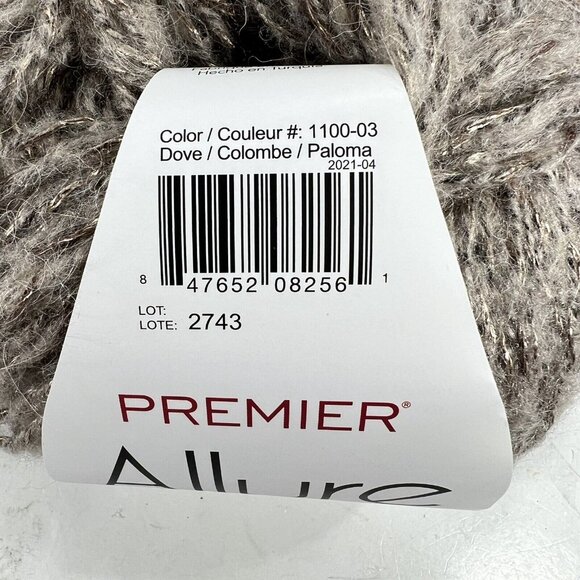 Hecho en Turquía
Color / Couleur #: 1100-03
Dove / Colombe / Paloma
2021-04
8 47652 08256 1
LOT:
LOTE: 2743
PREMIER®
Allure